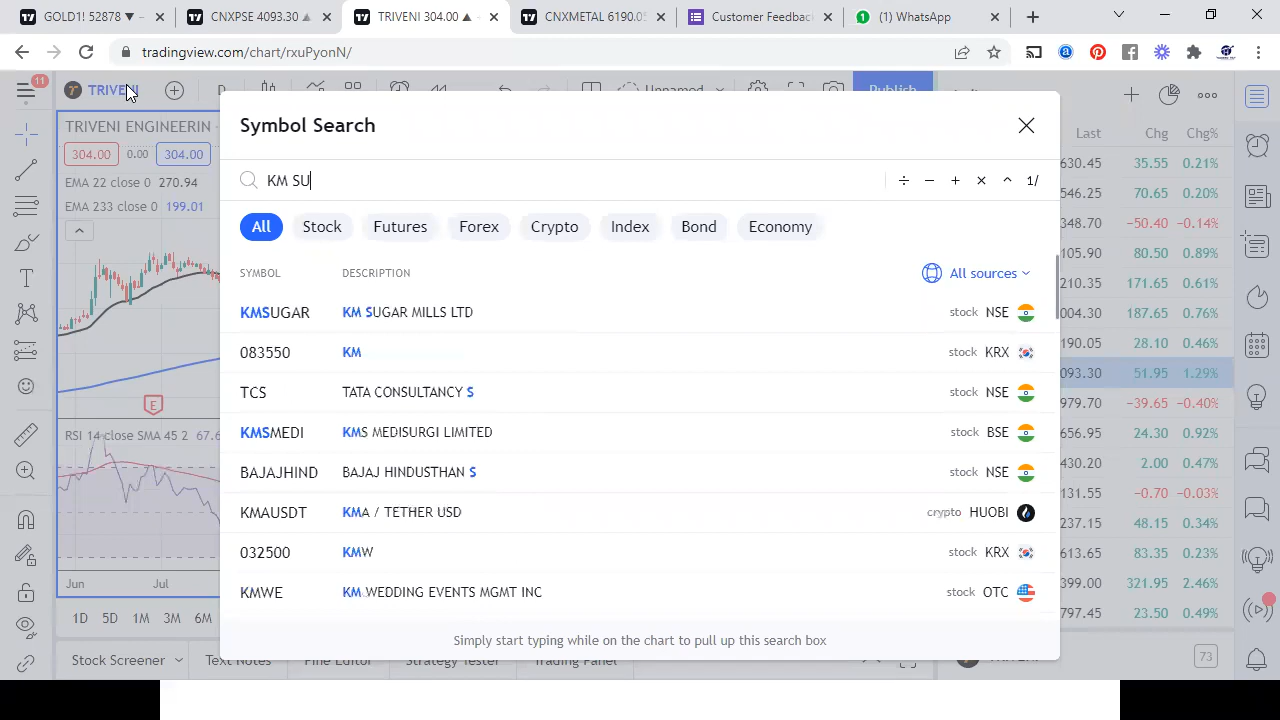 GOLD1! 52878 ▼
CNXPSE 4093.30 ▲
TRIVENI 304.00 ▲
CNXMETAL 6190.05
Customer Feedback
(1) WhatsApp
tradingview.com/chart/rxuPyonN/
11
TRIVENI
D
Unnamed
Publish
TRIVENI ENGINEERIN
304.00 0.00 304.00
EMA 22 close 0 270.94
EMA 233 close 0 199.01
E
RSI 14 close SMA 45 2 67.6
Jun Jul
1D 5D 1M 3M 6M
Stock Screener
Text Notes
Pine Editor
Strategy Tester
Trading Panel
Symbol Search
KM SU
÷ − + × ^ 1/
All Stock Futures Forex Crypto Index Bond Economy
SYMBOL DESCRIPTION All sources
KMSUGAR KM SUGAR MILLS LTD stock NSE
083550 KM stock KRX
TCS TATA CONSULTANCY S stock NSE
KMSMEDI KMS MEDISURGI LIMITED stock BSE
BAJAJHIND BAJAJ HINDUSTHAN S stock NSE
KMAUSDT KMA / TETHER USD crypto HUOBI
032500 KMW stock KRX
KMWE KM WEDDING EVENTS MGMT INC stock OTC
Simply start typing while on the chart to pull up this search box
Last Chg Chg%
630.45 35.55 0.21%
546.25 70.65 0.20%
348.70 −50.40 −0.14%
105.90 80.50 0.89%
210.35 171.65 0.61%
004.30 187.65 0.76%
190.05 28.10 0.46%
093.30 51.95 1.29%
979.70 −39.65 −0.40%
656.95 24.30 0.92%
430.20 2.00 0.47%
131.55 −0.70 −0.03%
237.15 48.15 0.34%
613.65 83.35 0.23%
399.00 321.95 2.46%
797.45 23.50 0.49%
73